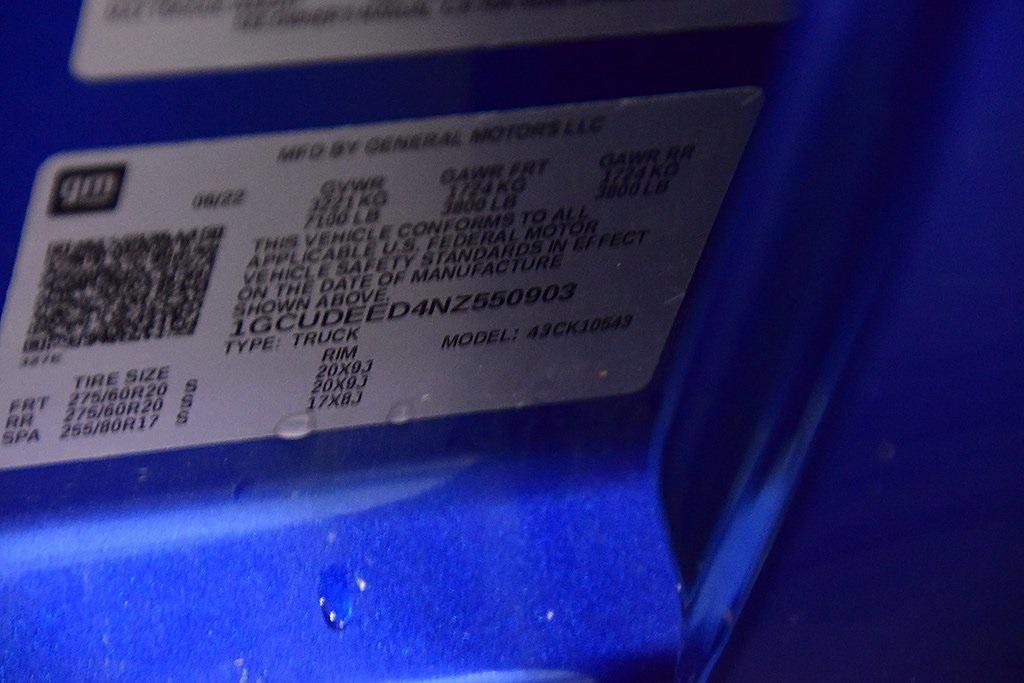 gm
MFD BY GENERAL MOTORS LLC
06/22
GVWR
3221 KG
7100 LB
GAWR FRT
1724 KG
3800 LB
GAWR RR
1724 KG
3800 LB
THIS VEHICLE CONFORMS TO ALL
APPLICABLE U.S. FEDERAL MOTOR
VEHICLE SAFETY STANDARDS IN EFFECT
ON THE DATE OF MANUFACTURE
SHOWN ABOVE.
1GCUDEED4NZ550903
TYPE: TRUCK
MODEL: 43CK10543
TIRE SIZE
RIM
FRT 275/60R20 S 20X9J
RR 275/60R20 S 20X9J
SPA 255/80R17 S 17X8J